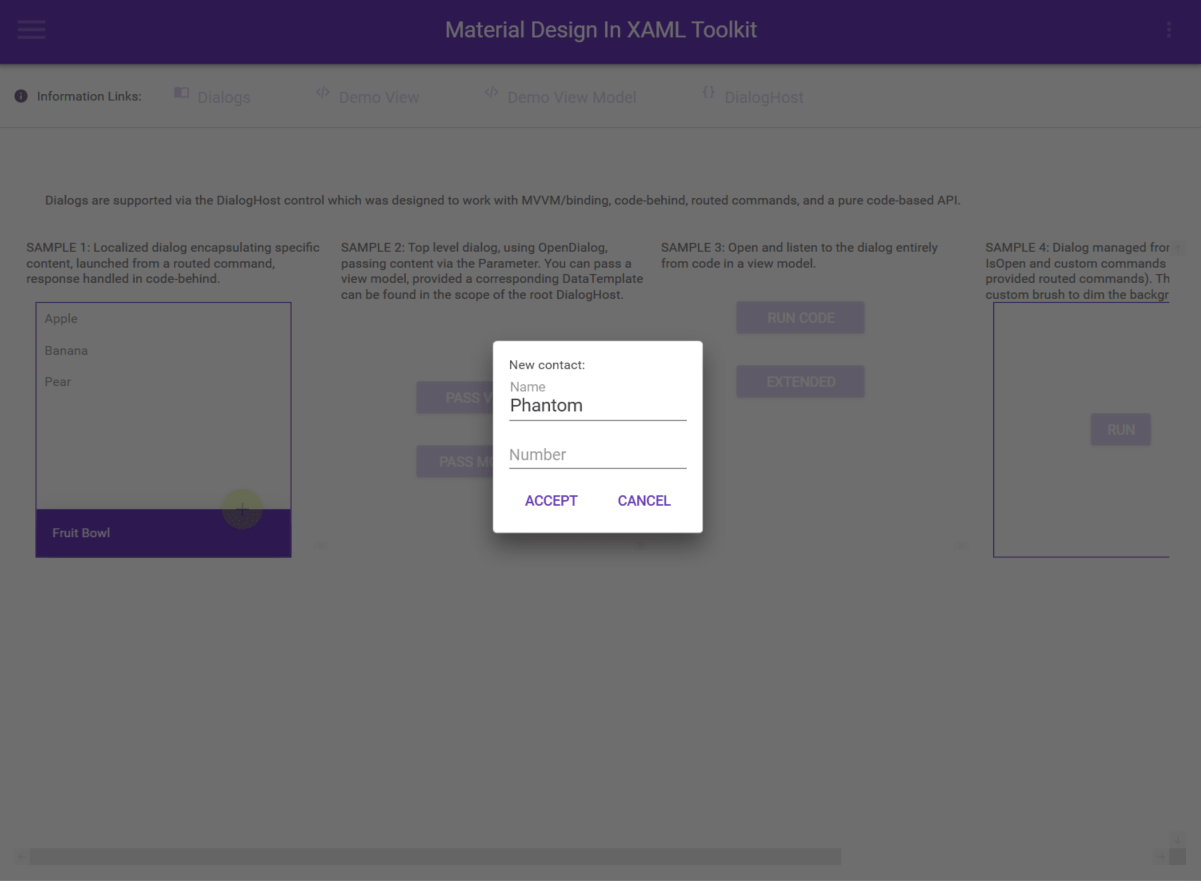 Material Design In XAML Toolkit
Information Links:
Dialogs
Demo View
Demo View Model
DialogHost
Dialogs are supported via the DialogHost control which was designed to work with MVVM/binding, code-behind, routed commands, and a pure code-based API.
SAMPLE 1: Localized dialog encapsulating specific
content, launched from a routed command,
response handled in code-behind.
Apple
Banana
Pear
Fruit Bowl
SAMPLE 2: Top level dialog, using OpenDialog,
passing content via the Parameter. You can pass a
view model, provided a corresponding DataTemplate
can be found in the scope of the root DialogHost.
PASS V
PASS M
SAMPLE 3: Open and listen to the dialog entirely
from code in a view model.
RUN CODE
EXTENDED
SAMPLE 4: Dialog managed from
IsOpen and custom commands
provided routed commands). Th
custom brush to dim the backgr
RUN
New contact:
Name
Phantom
Number
ACCEPT
CANCEL